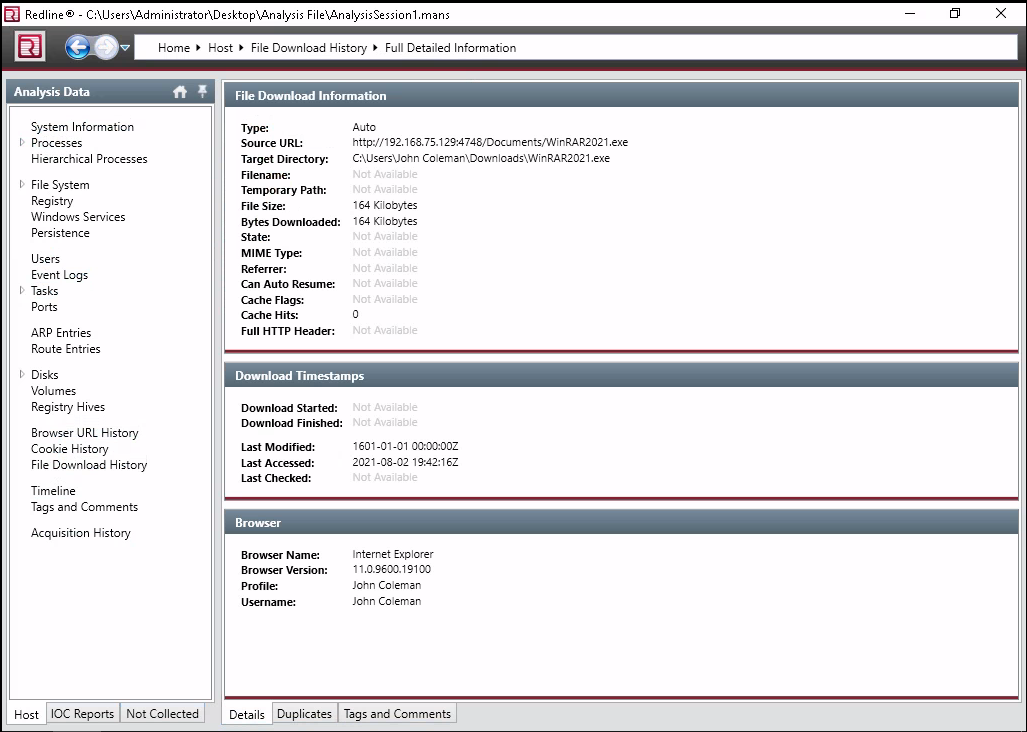 Redline® - C:\Users\Administrator\Desktop\Analysis File\AnalysisSession1.mans
Home Host File Download History Full Detailed Information
Analysis Data
System Information
Processes
Hierarchical Processes
File System
Registry
Windows Services
Persistence
Users
Event Logs
Tasks
Ports
ARP Entries
Route Entries
Disks
Volumes
Registry Hives
Browser URL History
Cookie History
File Download History
Timeline
Tags and Comments
Acquisition History
Host IOC Reports Not Collected
File Download Information
Type: Auto
Source URL: http://192.168.75.129:4748/Documents/WinRAR2021.exe
Target Directory: C:\Users\John Coleman\Downloads\WinRAR2021.exe
Filename: Not Available
Temporary Path: Not Available
File Size: 164 Kilobytes
Bytes Downloaded: 164 Kilobytes
State: Not Available
MIME Type: Not Available
Referrer: Not Available
Can Auto Resume: Not Available
Cache Flags: Not Available
Cache Hits: 0
Full HTTP Header: Not Available
Download Timestamps
Download Started: Not Available
Download Finished: Not Available
Last Modified: 1601-01-01 00:00:00Z
Last Accessed: 2021-08-02 19:42:16Z
Last Checked: Not Available
Browser
Browser Name: Internet Explorer
Browser Version: 11.0.9600.19100
Profile: John Coleman
Username: John Coleman
Details Duplicates Tags and Comments